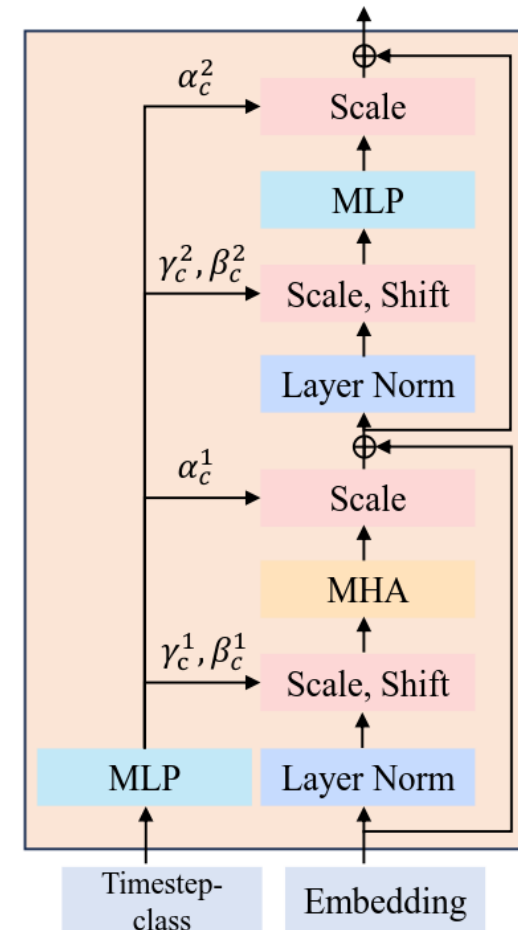 α_c^2
Scale
MLP
γ_c^2, β_c^2
Scale, Shift
Layer Norm
α_c^1
Scale
MHA
γ_c^1, β_c^1
Scale, Shift
MLP
Layer Norm
Timestep-
class
Embedding